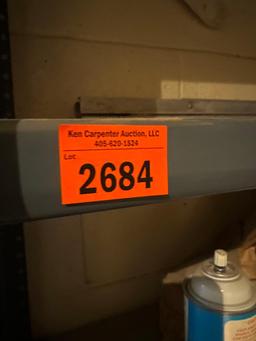 Ken Carpenter Auction, LLC
405-620-1524
Lot:
2684